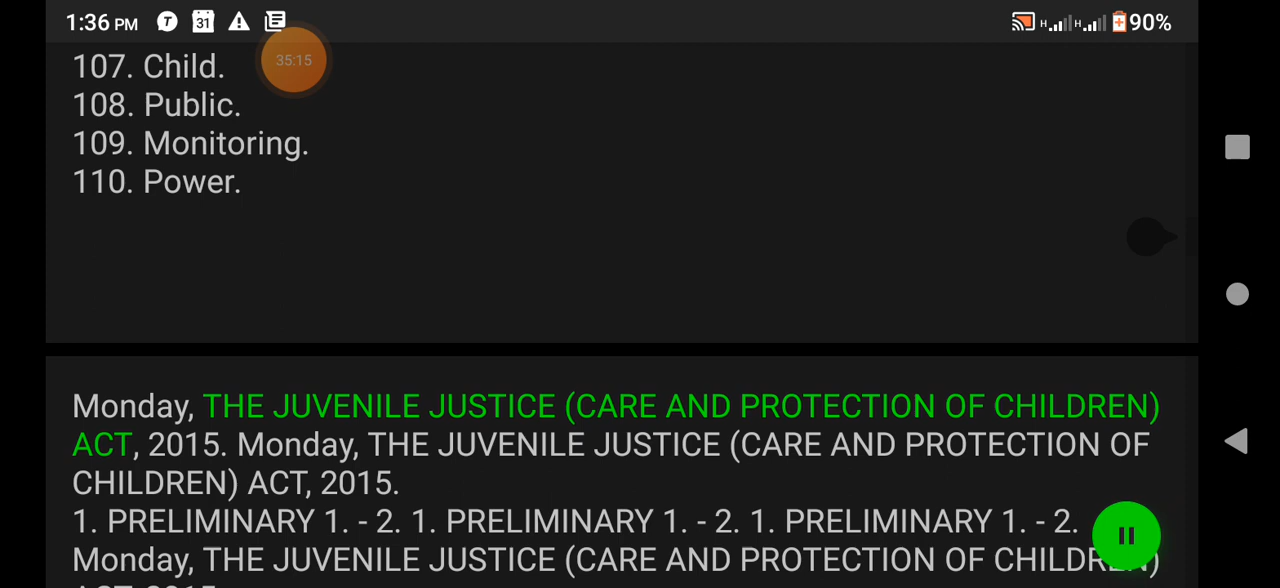 1:36 PM T 31 H H 90%
107. Child.
35:15
108. Public.
109. Monitoring.
110. Power.
Monday, THE JUVENILE JUSTICE (CARE AND PROTECTION OF CHILDREN)
ACT, 2015. Monday, THE JUVENILE JUSTICE (CARE AND PROTECTION OF
CHILDREN) ACT, 2015.
1. PRELIMINARY 1. - 2. 1. PRELIMINARY 1. - 2. 1. PRELIMINARY 1. - 2.
Monday, THE JUVENILE JUSTICE (CARE AND PROTECTION OF CHILDREN)